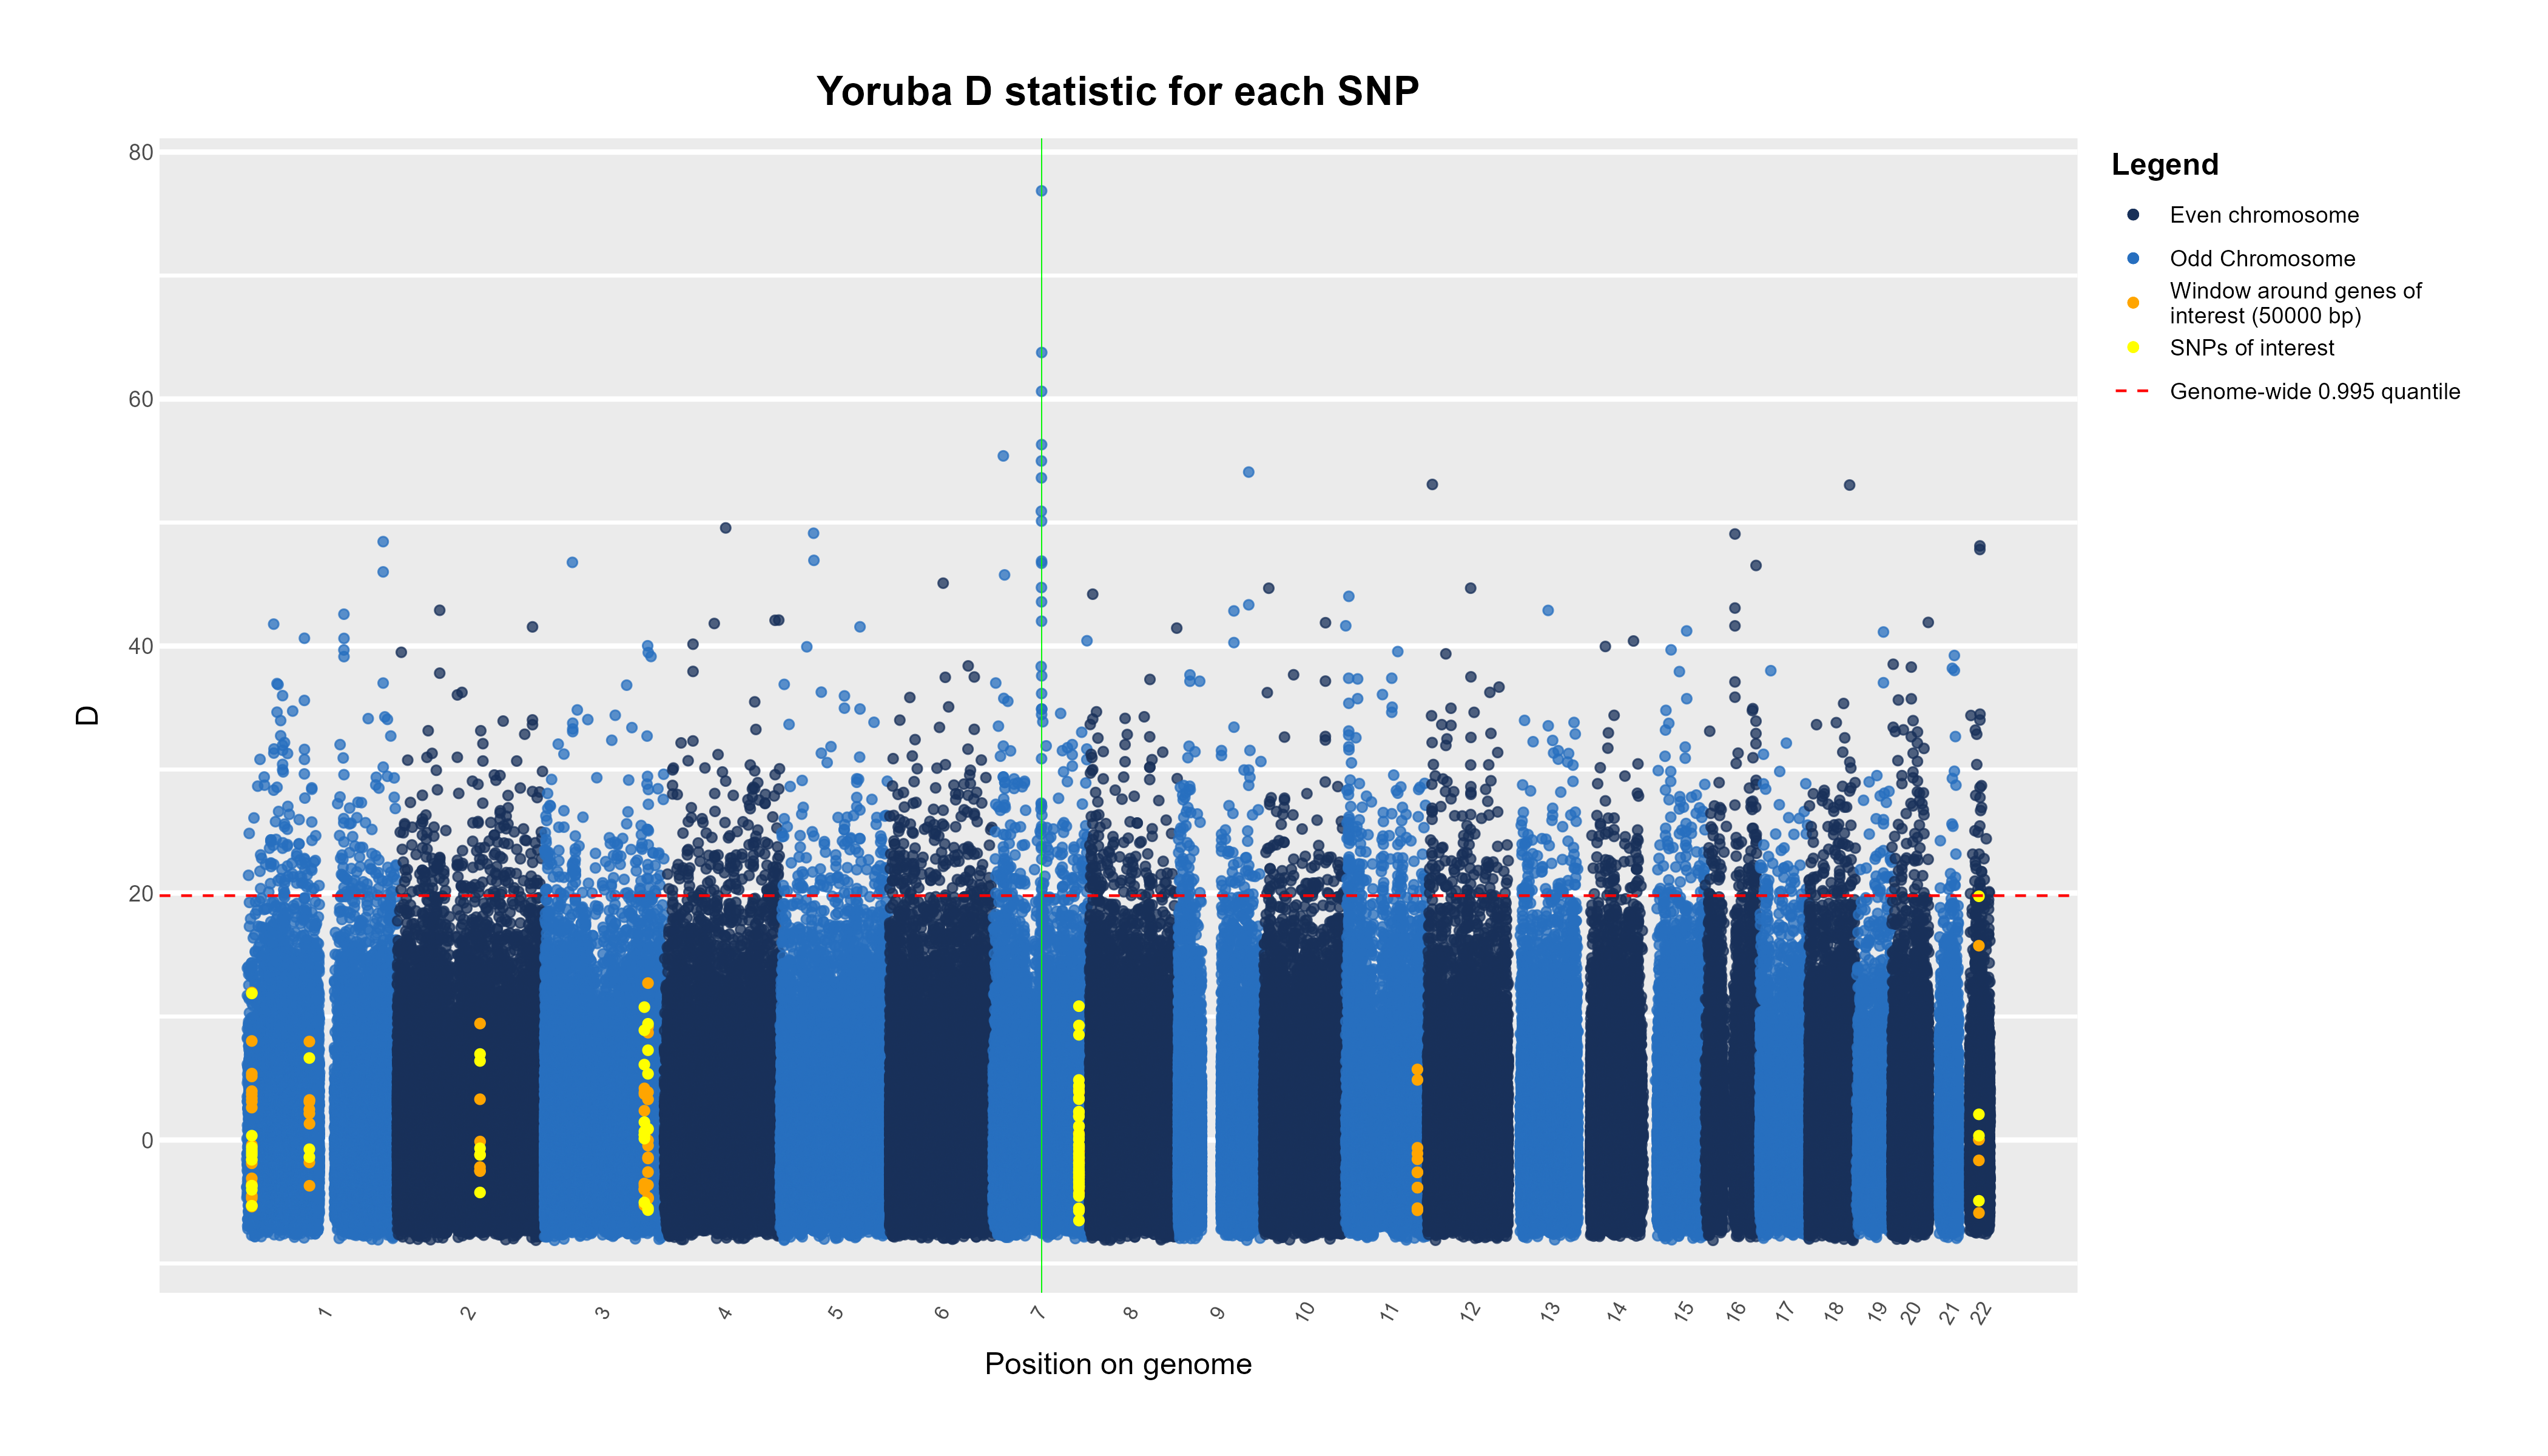 Yoruba D statistic for each SNP
80
60
40
20
0
D
1 2 3 4 5 6 7 8 9 10 11 12 13 14 15 16 17 18 19 20 21 22
Position on genome
Legend
Even chromosome
Odd Chromosome
Window around genes of
interest (50000 bp)
SNPs of interest
Genome-wide 0.995 quantile